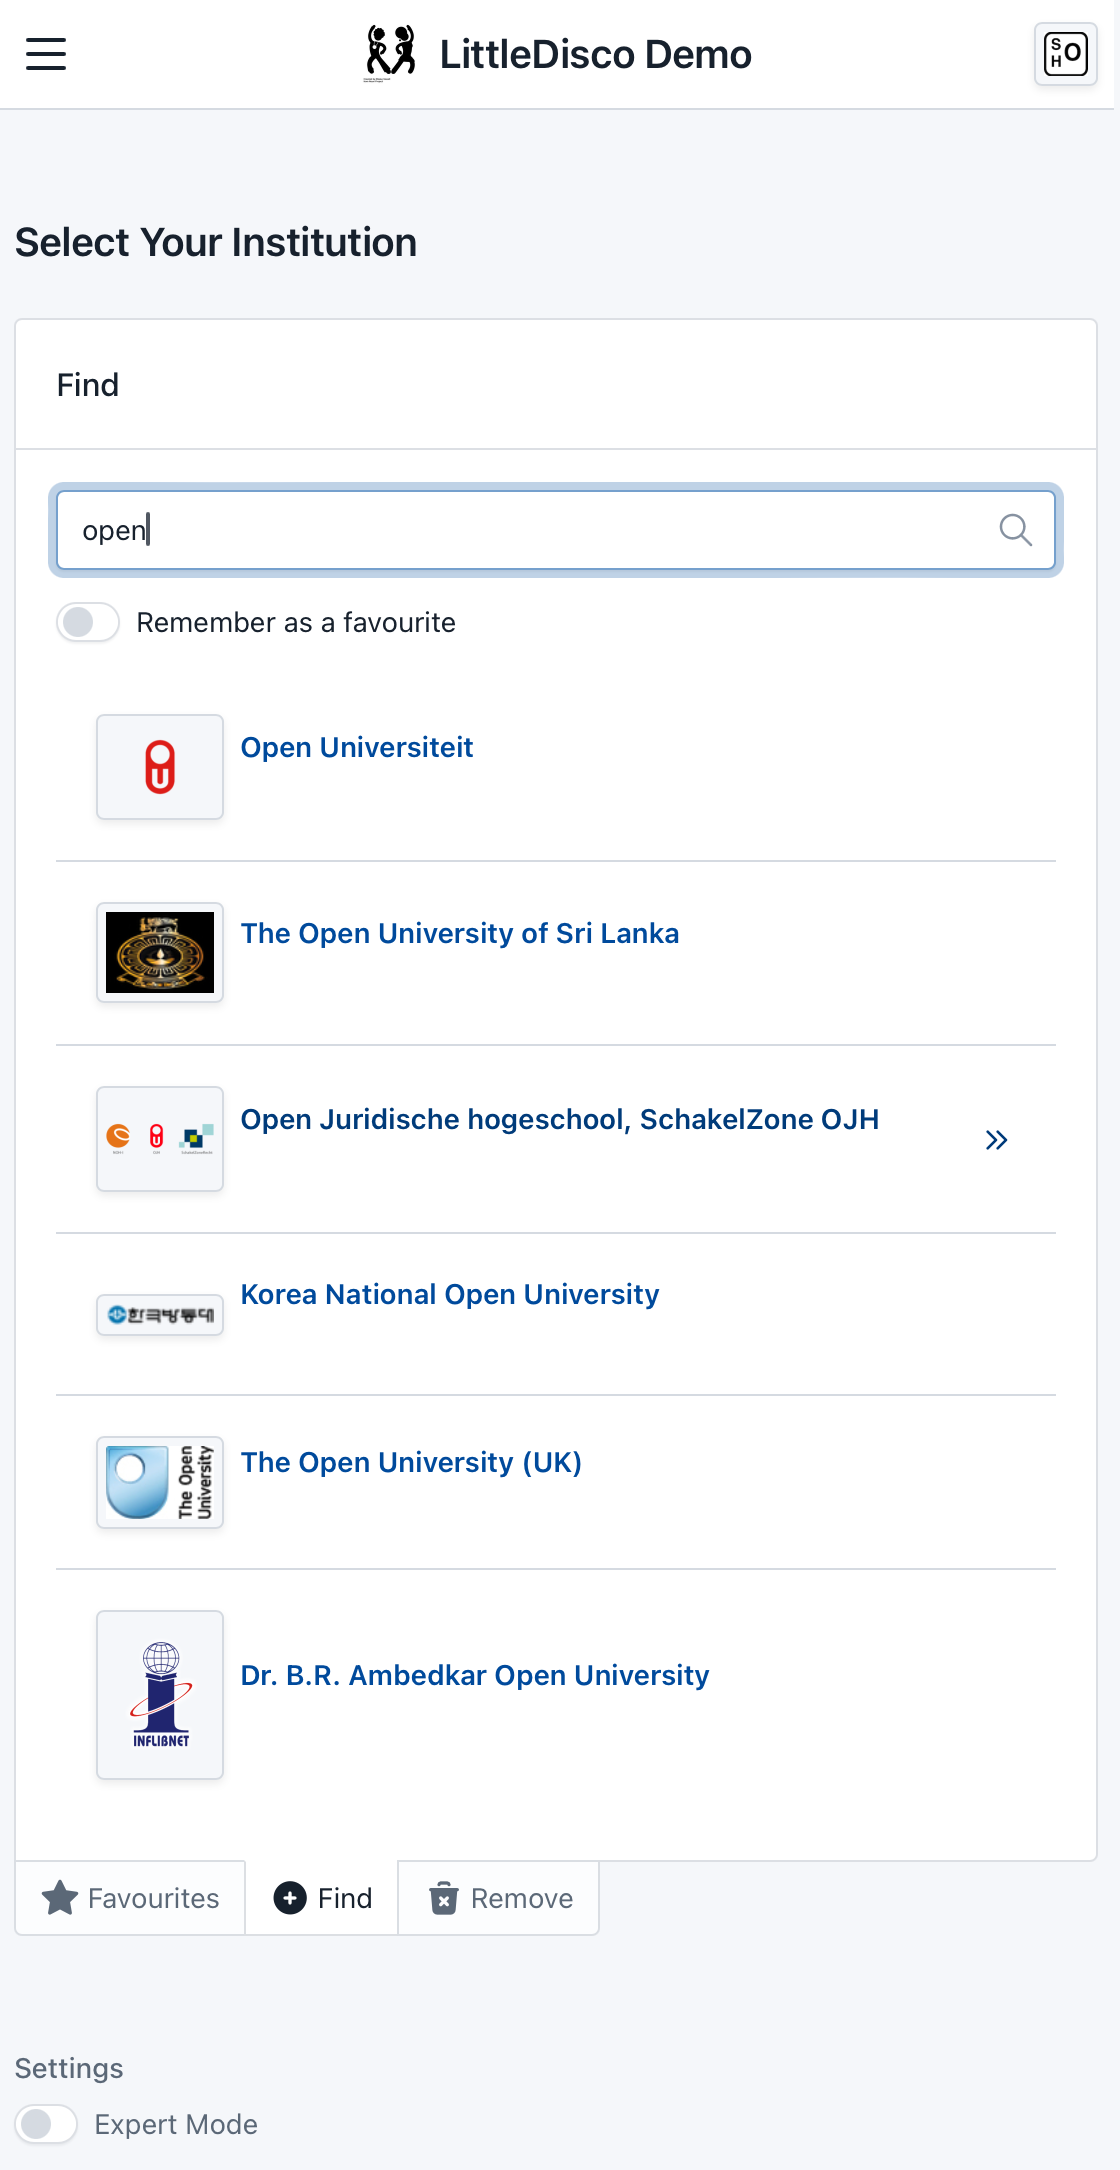 LittleDisco Demo
S
H O
Select Your Institution
Find
open
Remember as a favourite
Open Universiteit
The Open University of Sri Lanka
Open Juridische hogeschool, SchakelZone OJH
Korea National Open University
한국방통대
The Open University (UK)
The Open
University
Dr. B.R. Ambedkar Open University
INFLIBNET
Favourites
Find
Remove
Settings
Expert Mode